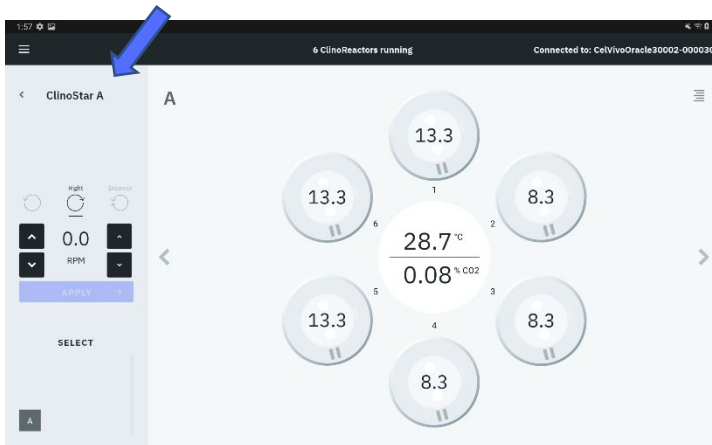 1:57
6 ClinoReactors running
Connected to: CelVivoOracle30002-000030
ClinoStar A
A
Right
0.0
RPM
APPLY
SELECT
A
13.3
1
13.3
6
8.3
2
28.7 °C
0.08 % CO2
5
3
13.3
4
8.3
8.3